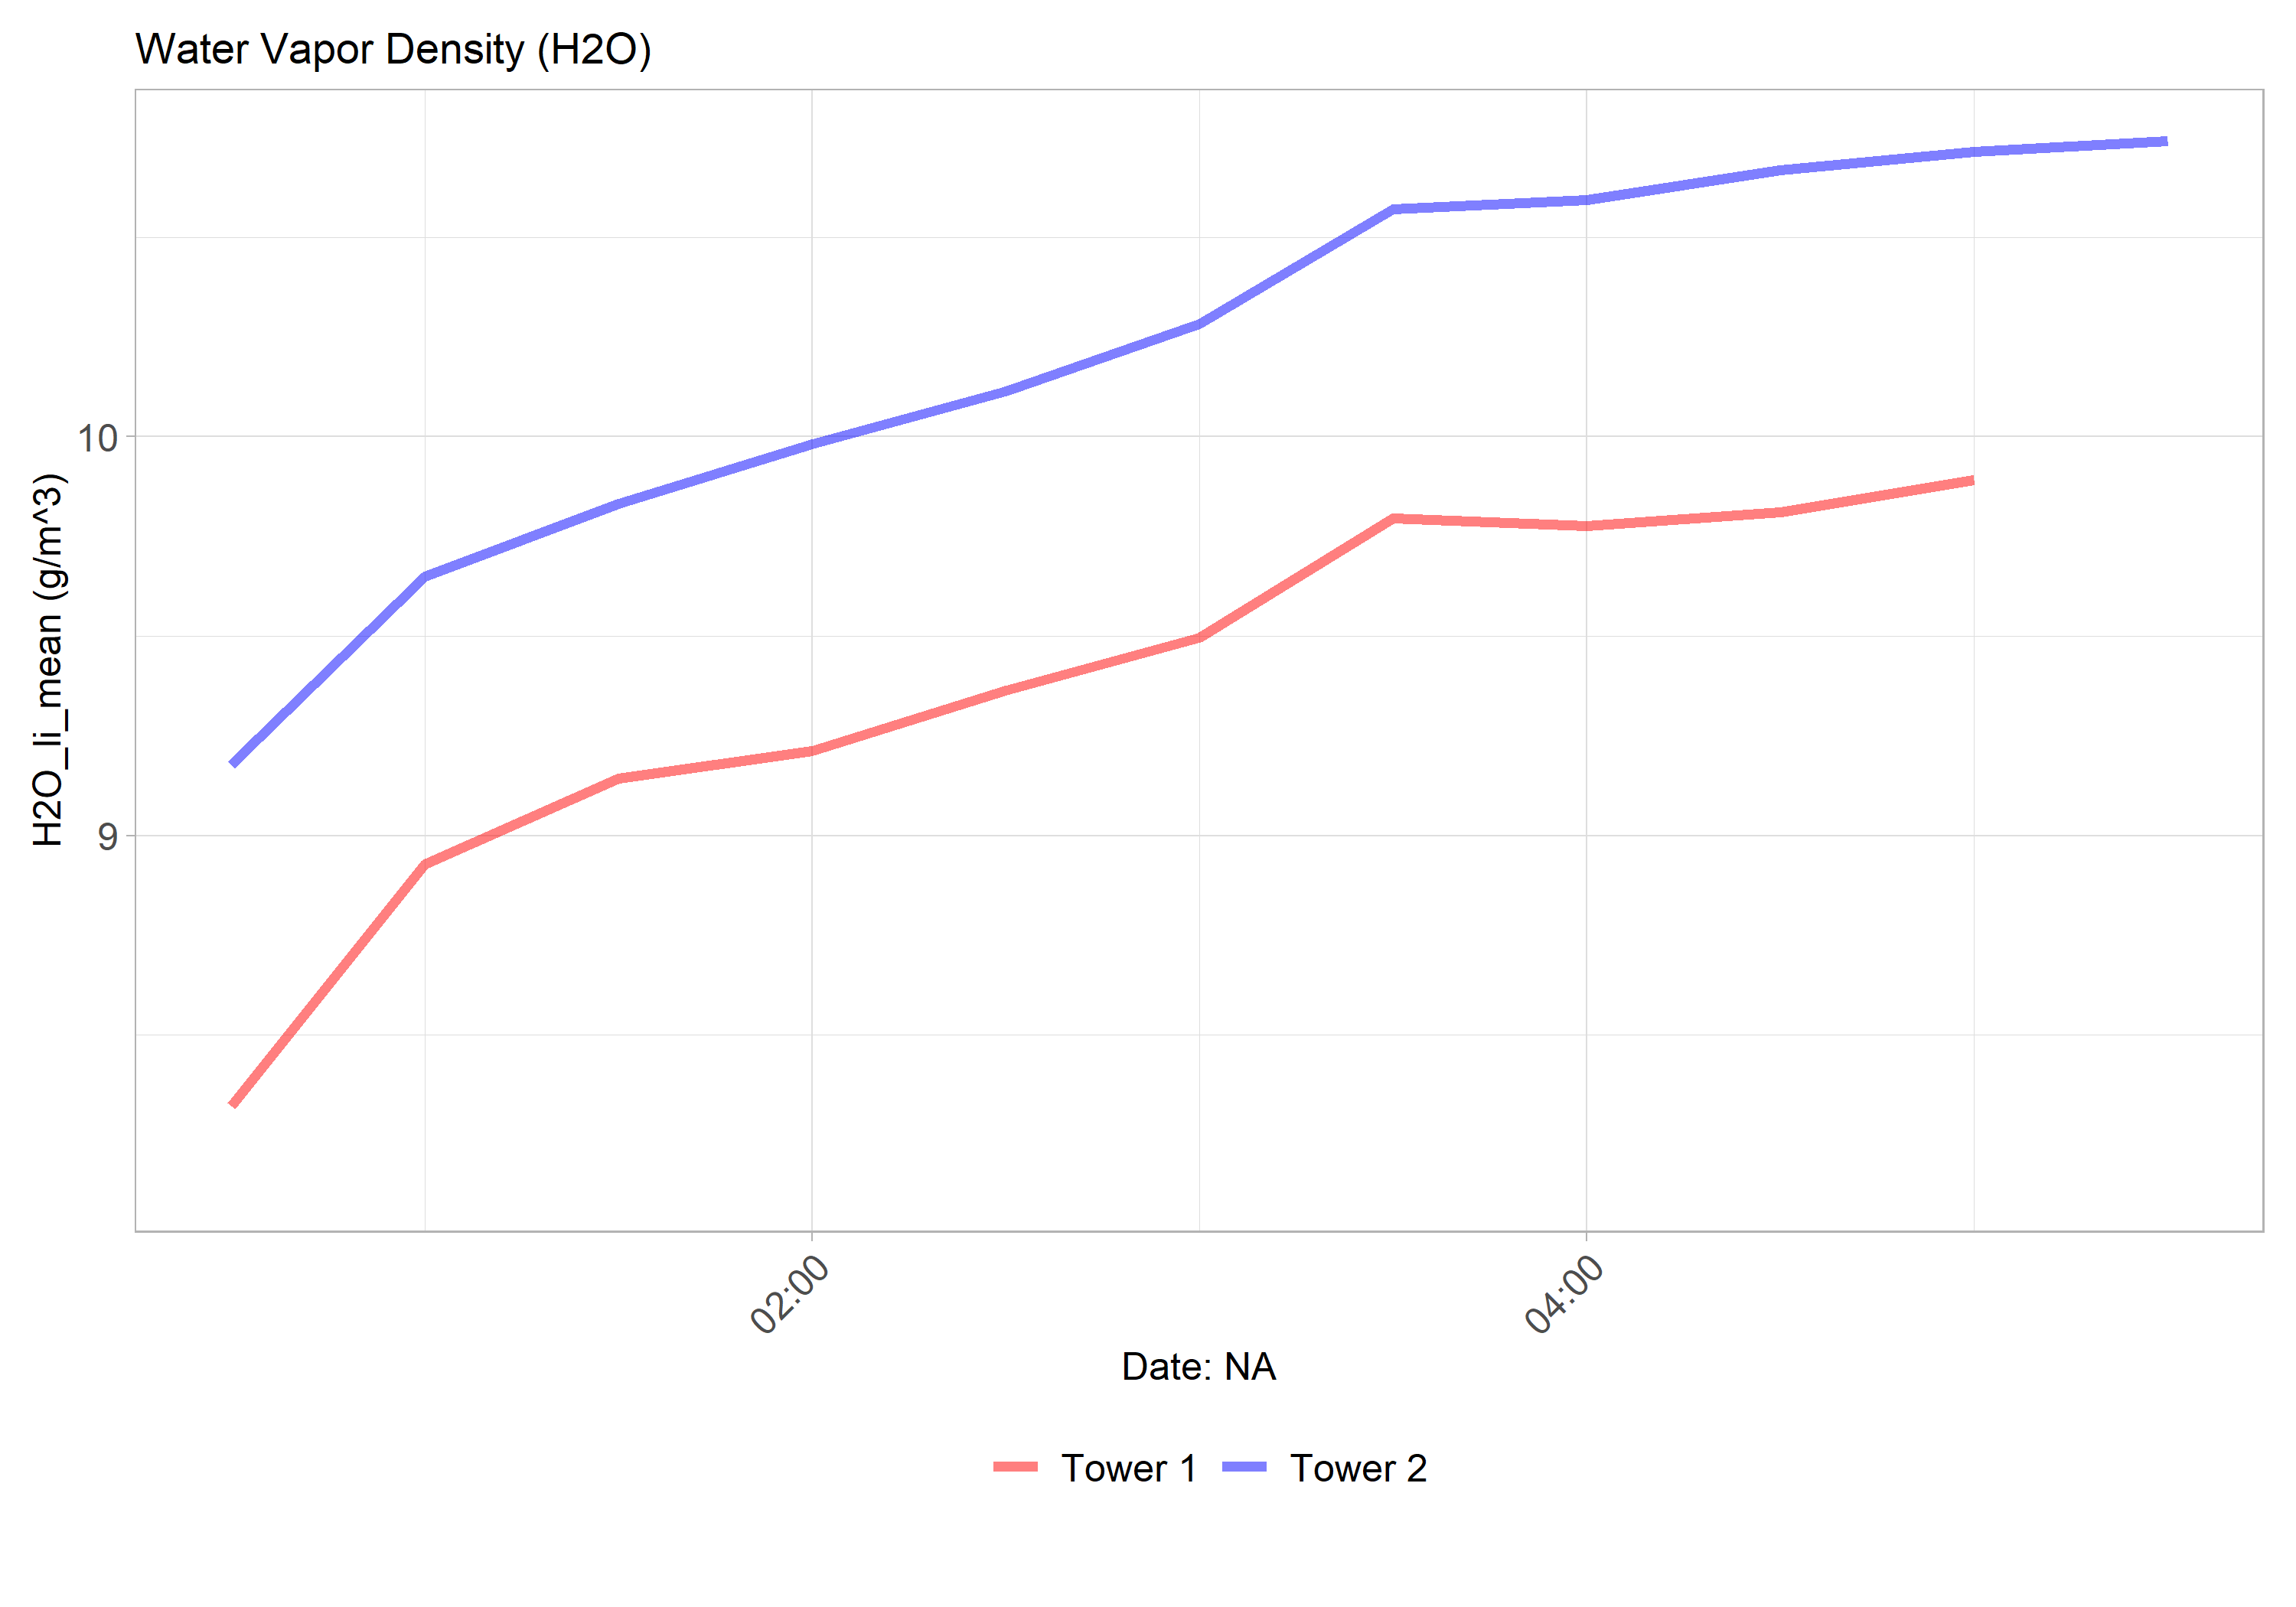 Water Vapor Density (H2O)
H2O_li_mean (g/m^3)
10
9
02:00
04:00
Date: NA
Tower 1
Tower 2